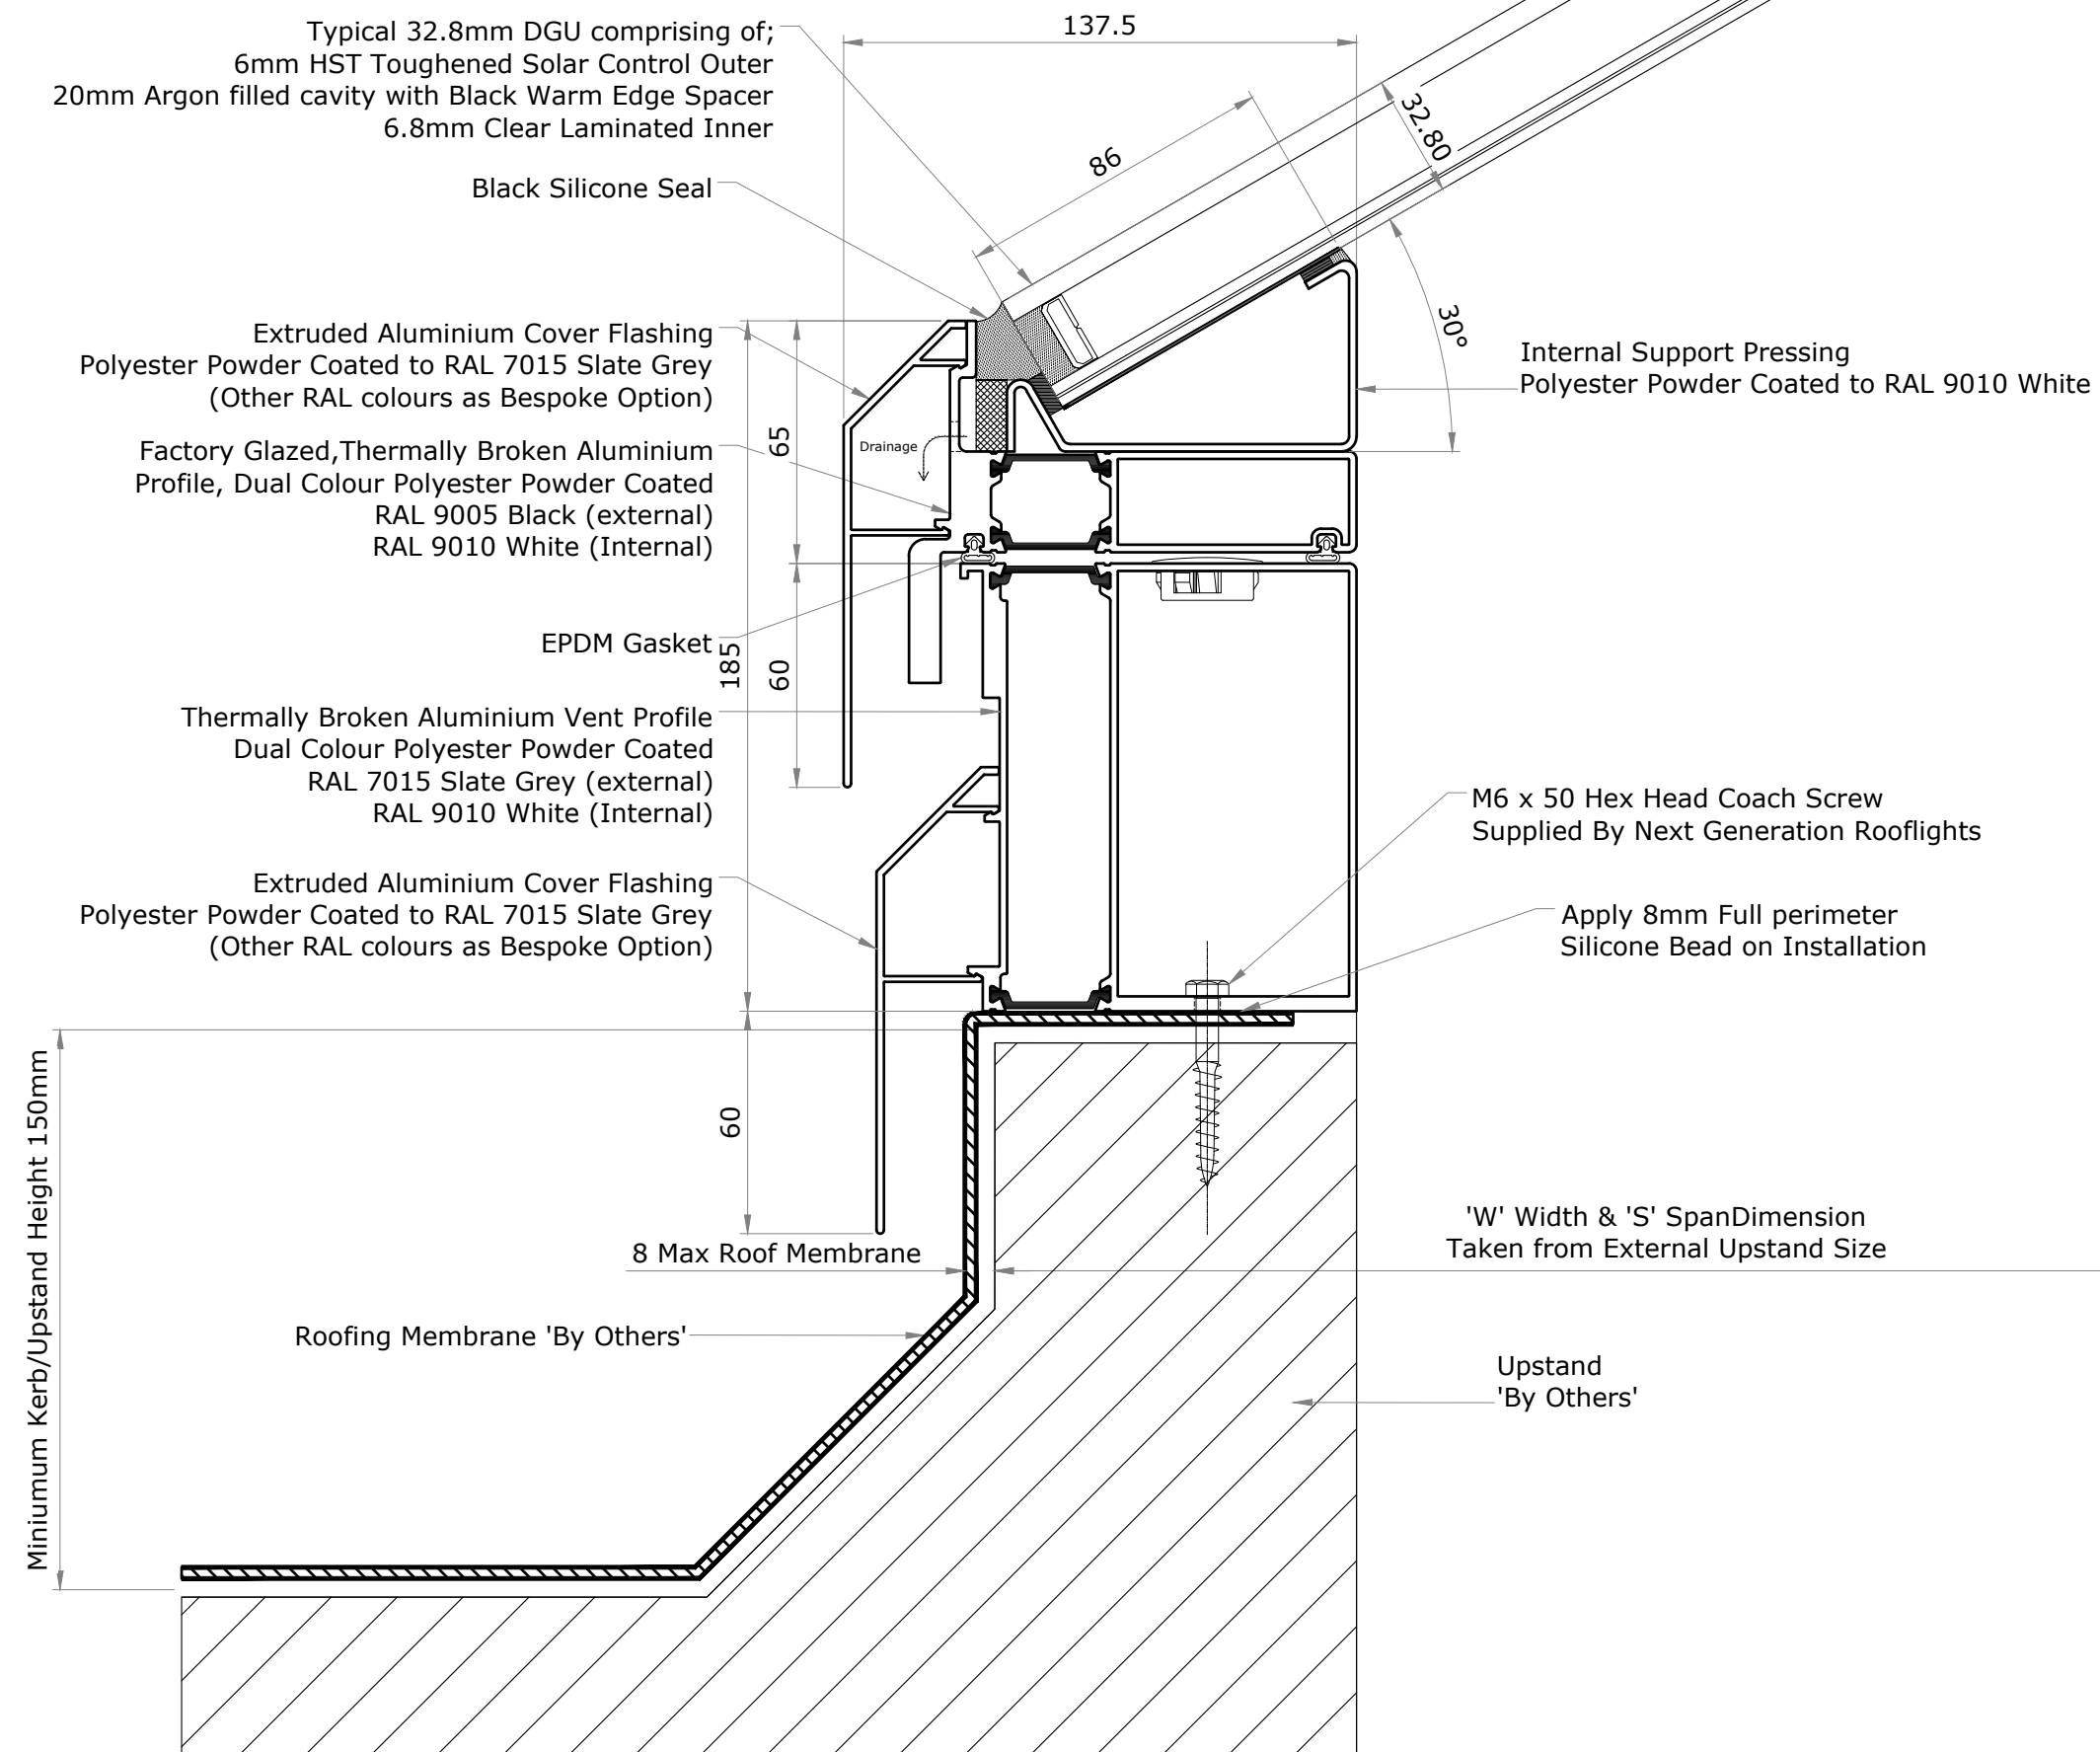 Typical 32.8mm DGU comprising of;
6mm HST Toughened Solar Control Outer
20mm Argon filled cavity with Black Warm Edge Spacer
6.8mm Clear Laminated Inner
137.5
32.80
86
Black Silicone Seal
30°
Extruded Aluminium Cover Flashing
Polyester Powder Coated to RAL 7015 Slate Grey
(Other RAL colours as Bespoke Option)
Internal Support Pressing
Polyester Powder Coated to RAL 9010 White
65
Drainage
Factory Glazed,Thermally Broken Aluminium
Profile, Dual Colour Polyester Powder Coated
RAL 9005 Black (external)
RAL 9010 White (Internal)
EPDM Gasket
185
60
Thermally Broken Aluminium Vent Profile
Dual Colour Polyester Powder Coated
RAL 7015 Slate Grey (external)
RAL 9010 White (Internal)
M6 x 50 Hex Head Coach Screw
Supplied By Next Generation Rooflights
Extruded Aluminium Cover Flashing
Polyester Powder Coated to RAL 7015 Slate Grey
(Other RAL colours as Bespoke Option)
Apply 8mm Full perimeter
Silicone Bead on Installation
60
Miniumum Kerb/Upstand Height 150mm
8 Max Roof Membrane
'W' Width & 'S' SpanDimension
Taken from External Upstand Size
Roofing Membrane 'By Others'
Upstand
'By Others'